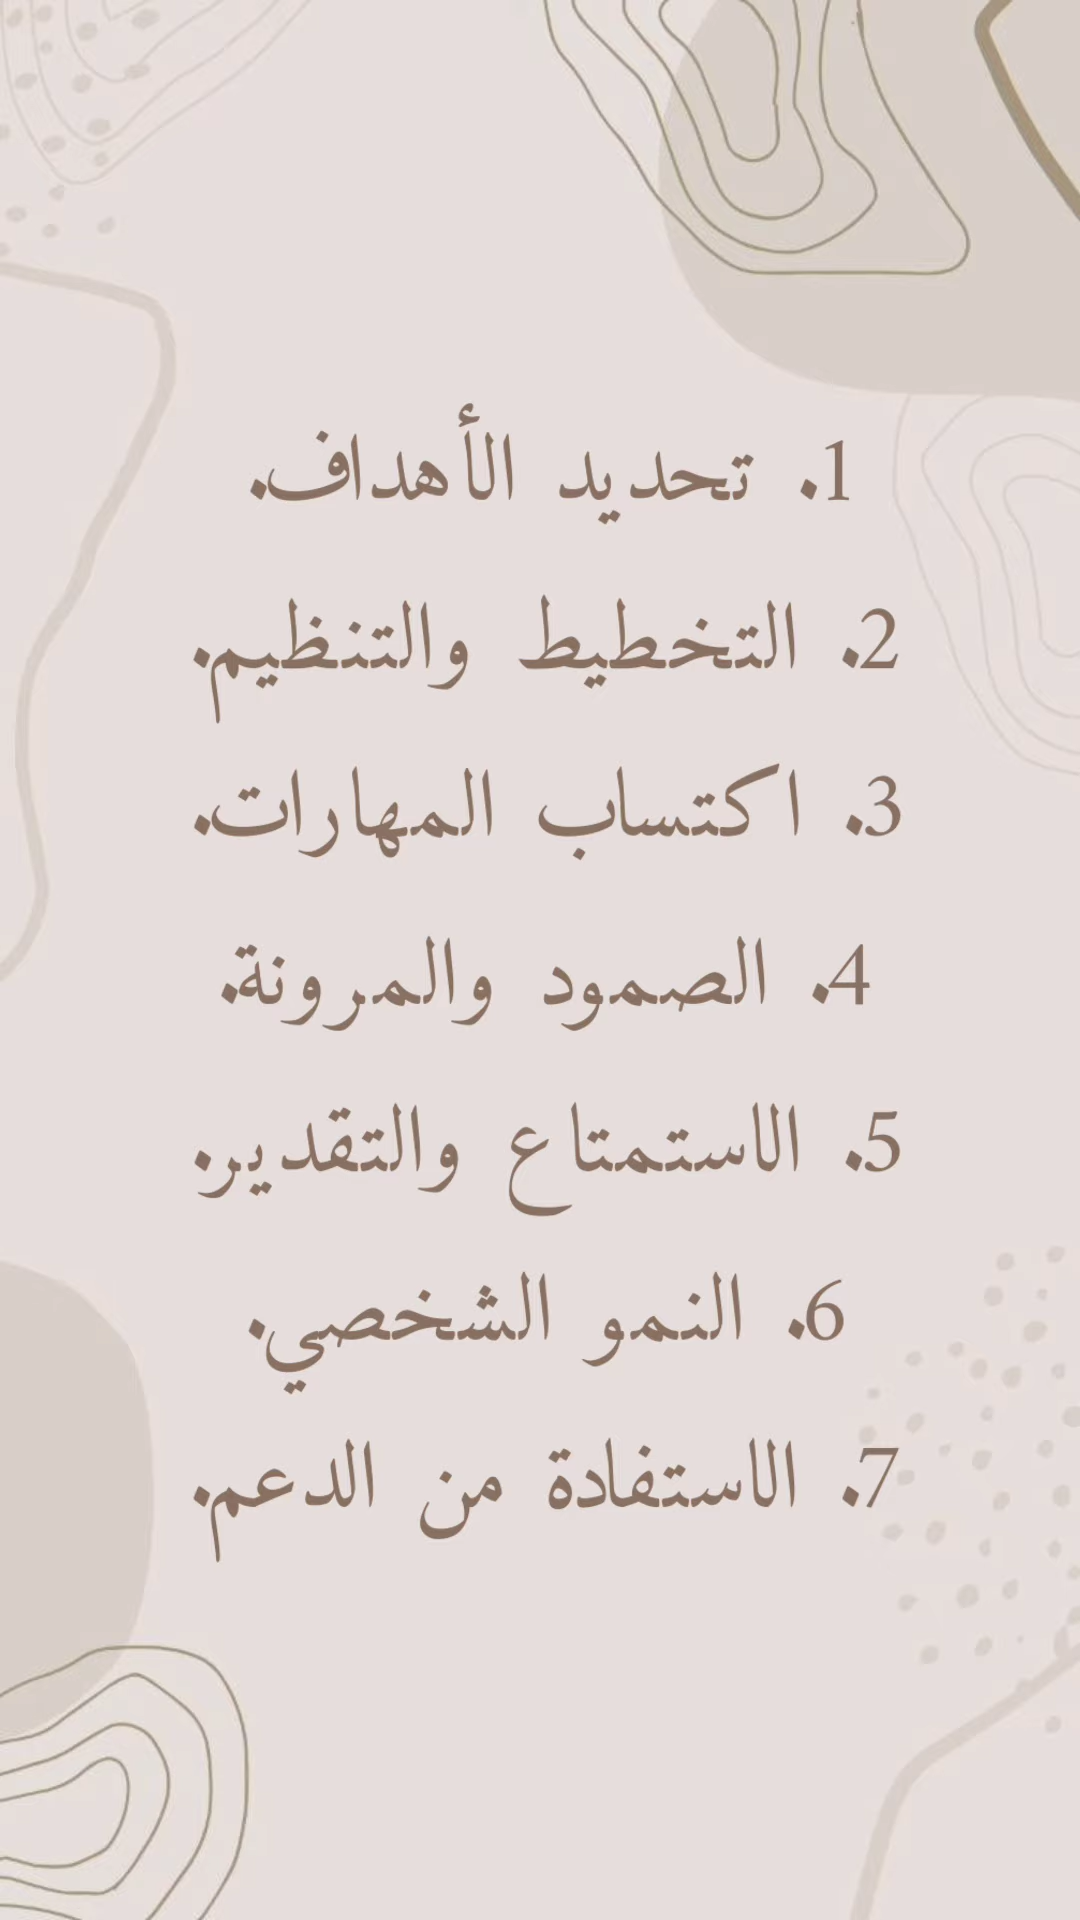 1. تحديد الأهداف.
2. التخطيط والتنظيم.
3. اكتساب المهارات.
4. الصمود والمرونة.
5. الاستمتاع والتقدير.
6. النمو الشخصي.
7. الاستفادة من الدعم.